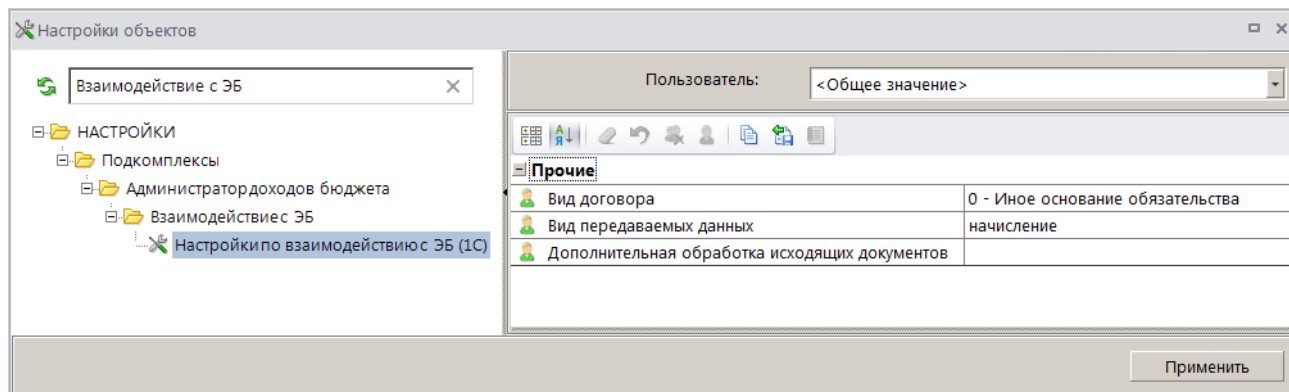 Настройки объектов
Взаимодействие с ЭБ
НАСТРОЙКИ
Подкомплексы
Администратор доходов бюджета
Взаимодействие с ЭБ
Настройки по взаимодействию с ЭБ (1С)
Пользователь: <Общее значение>
Прочие
Вид договора 0 - Иное основание обязательства
Вид передаваемых данных начисление
Дополнительная обработка исходящих документов
Применить